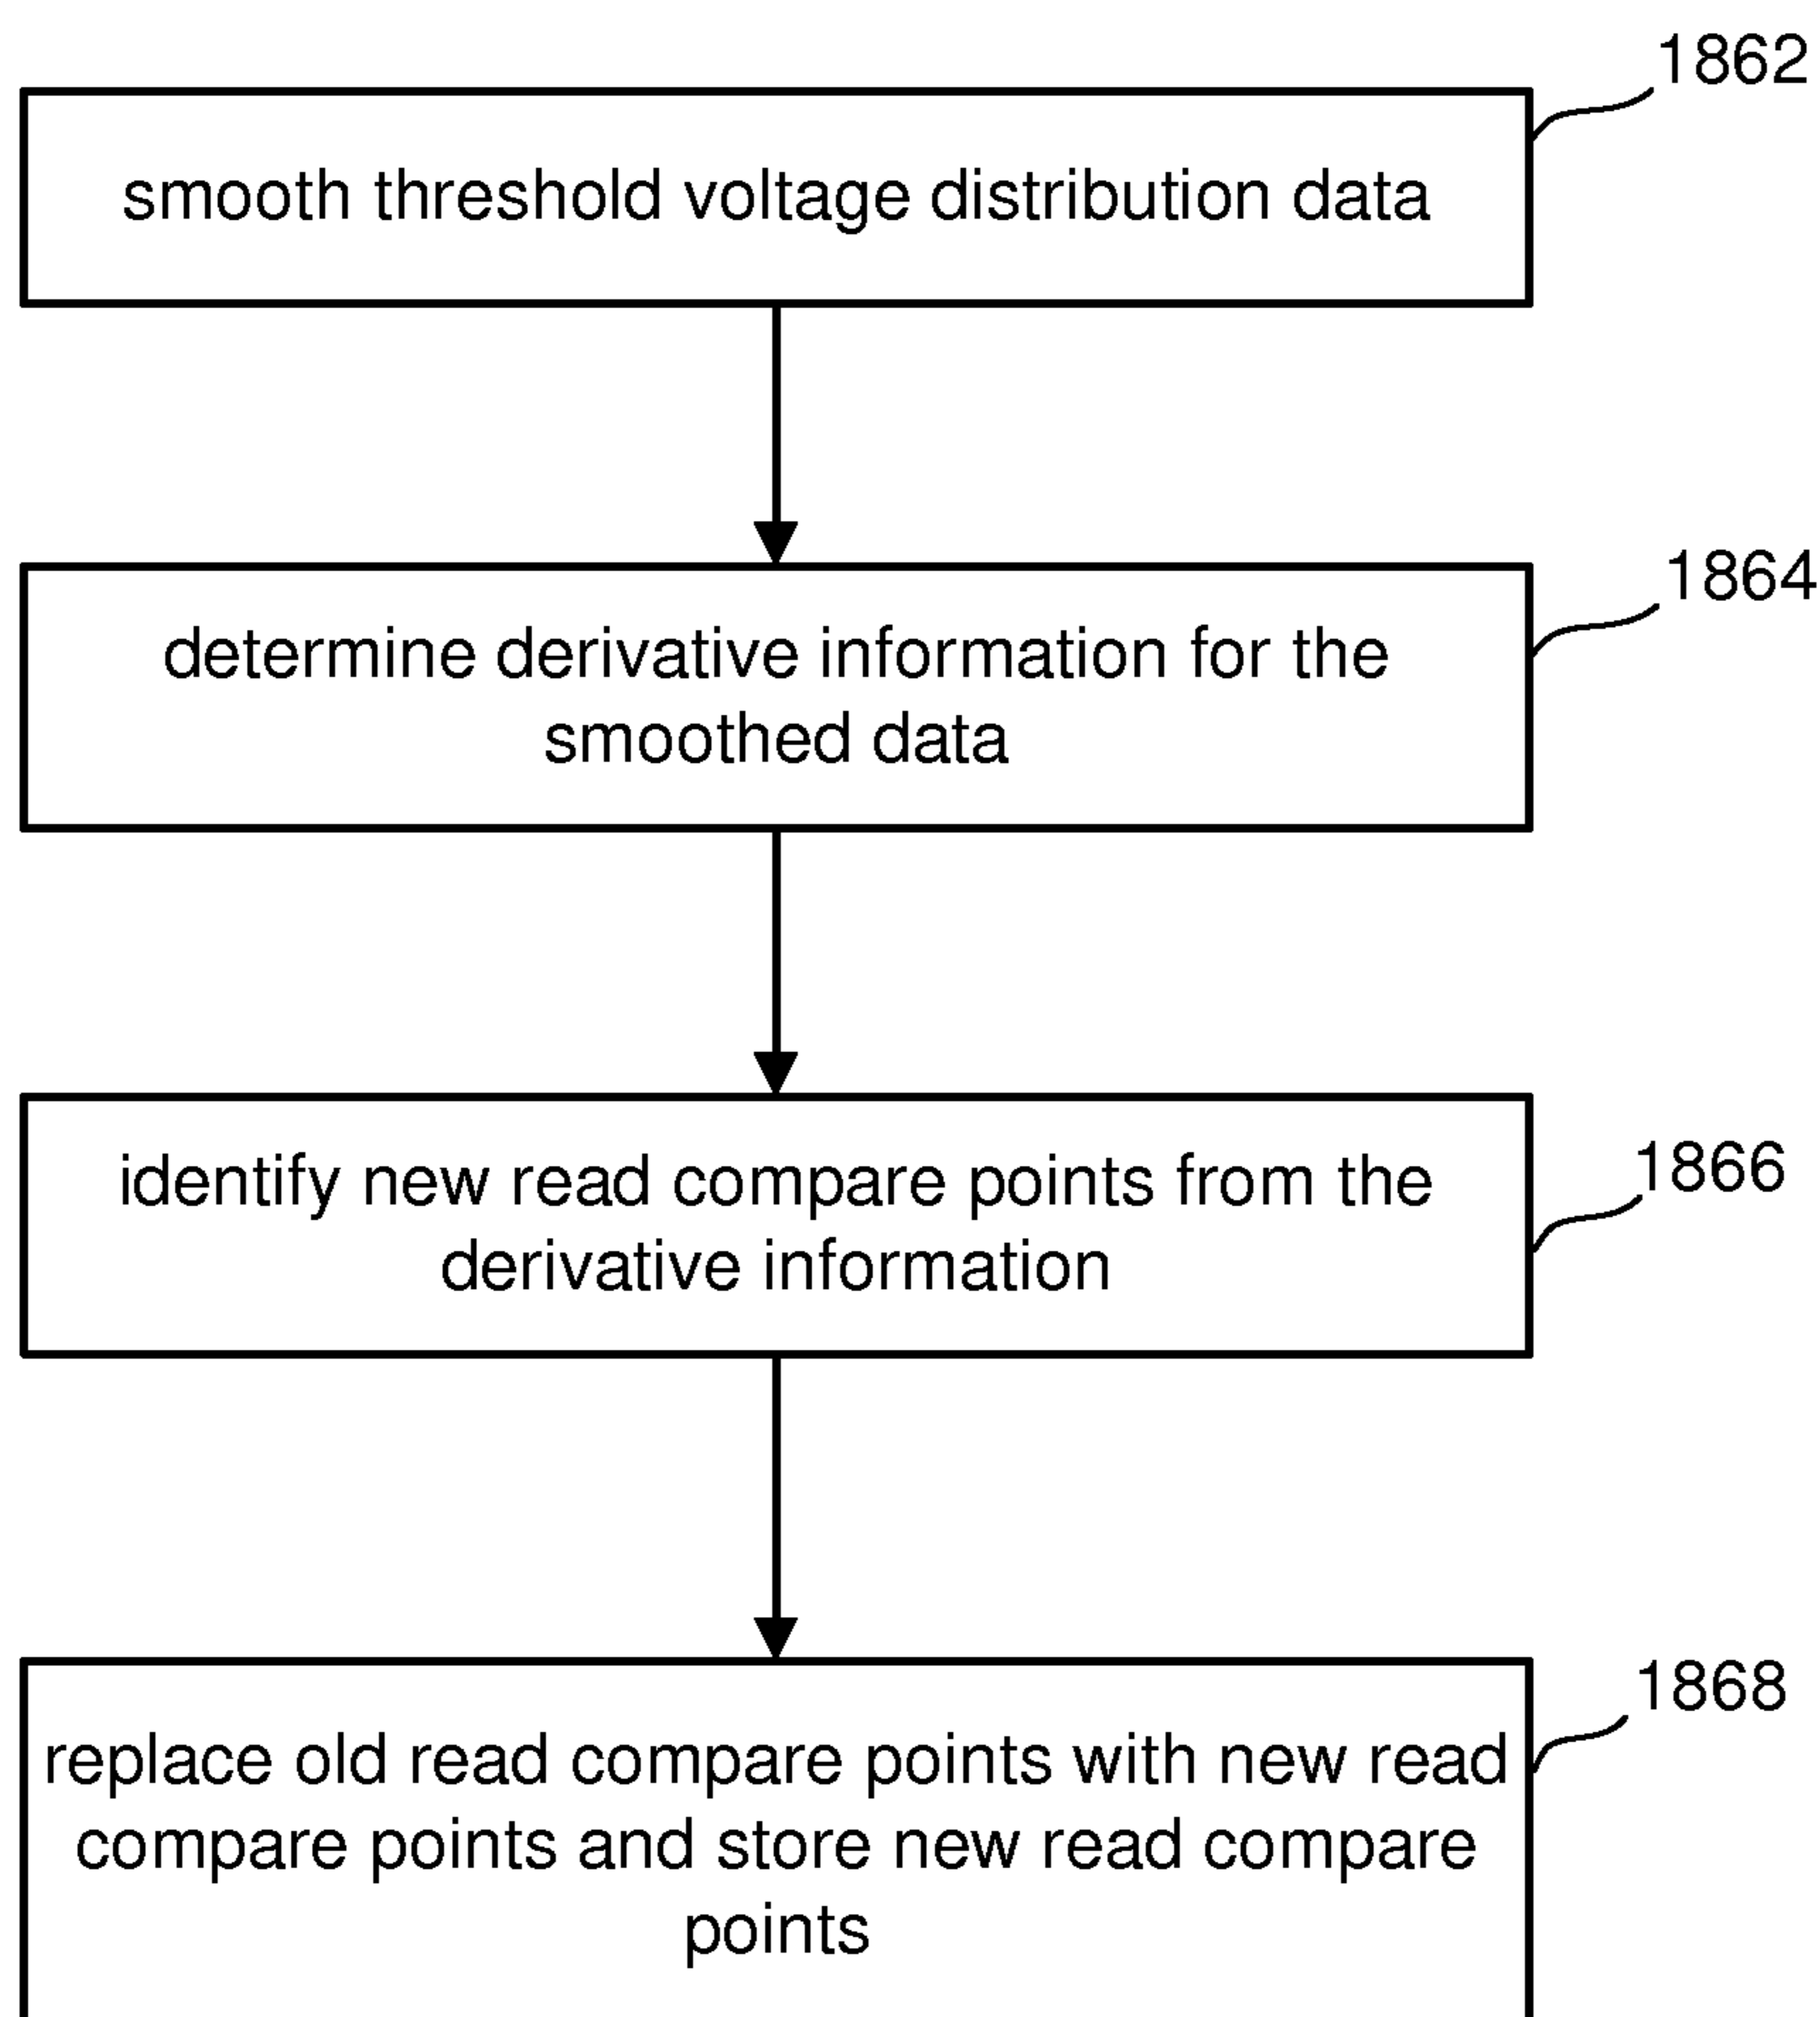 1862
smooth threshold voltage distribution data
1864
determine derivative information for the
smoothed data
1866
identify new read compare points from the
derivative information
1868
replace old read compare points with new read
compare points and store new read compare
points